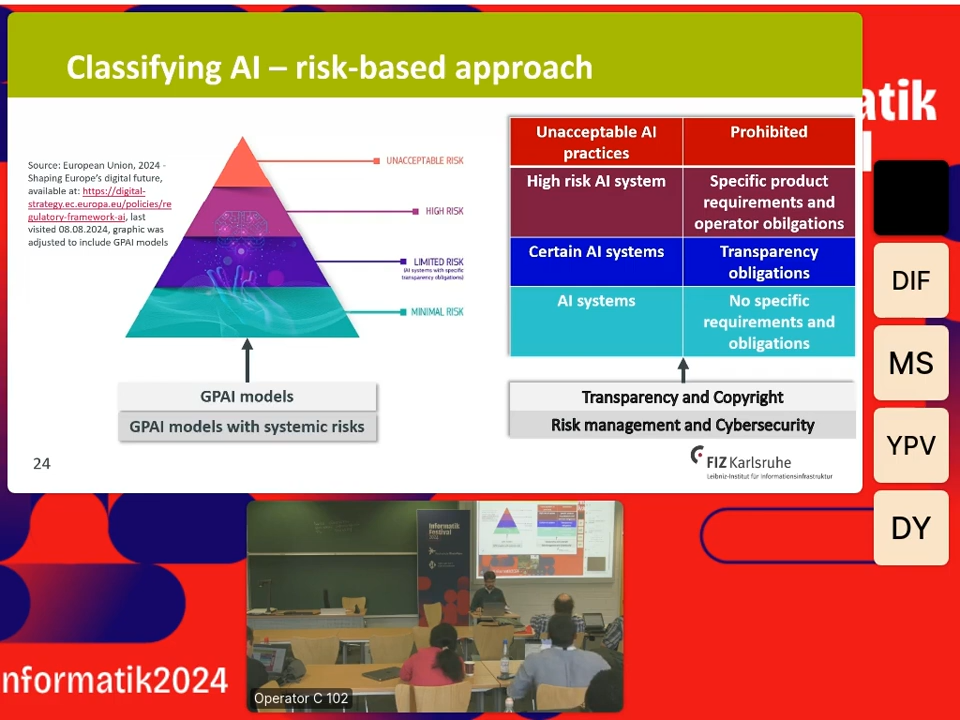 Classifying AI – risk-based approach
Source: European Union, 2024 -
Shaping Europe's digital future,
available at: https://digital-
strategy.ec.europa.eu/policies/re
gulatory-framework-ai, last
visited 08.08.2024, graphic was
adjusted to include GPAI models
UNACCEPTABLE RISK
HIGH RISK
LIMITED RISK
(AI systems with specific
transparency obligations)
MINIMAL RISK
GPAI models
GPAI models with systemic risks
Unacceptable AI practices
Prohibited
High risk AI system
Specific product
requirements and
operator obligations
Certain AI systems
Transparency
obligations
AI systems
No specific
requirements and
obligations
Transparency and Copyright
Risk management and Cybersecurity
24
FIZ Karlsruhe
Leibniz-Institut für Informationsinfrastruktur
atik
DIF
MS
YPV
DY
Informatik
Festival
2024
Operator C 102
nformatik2024